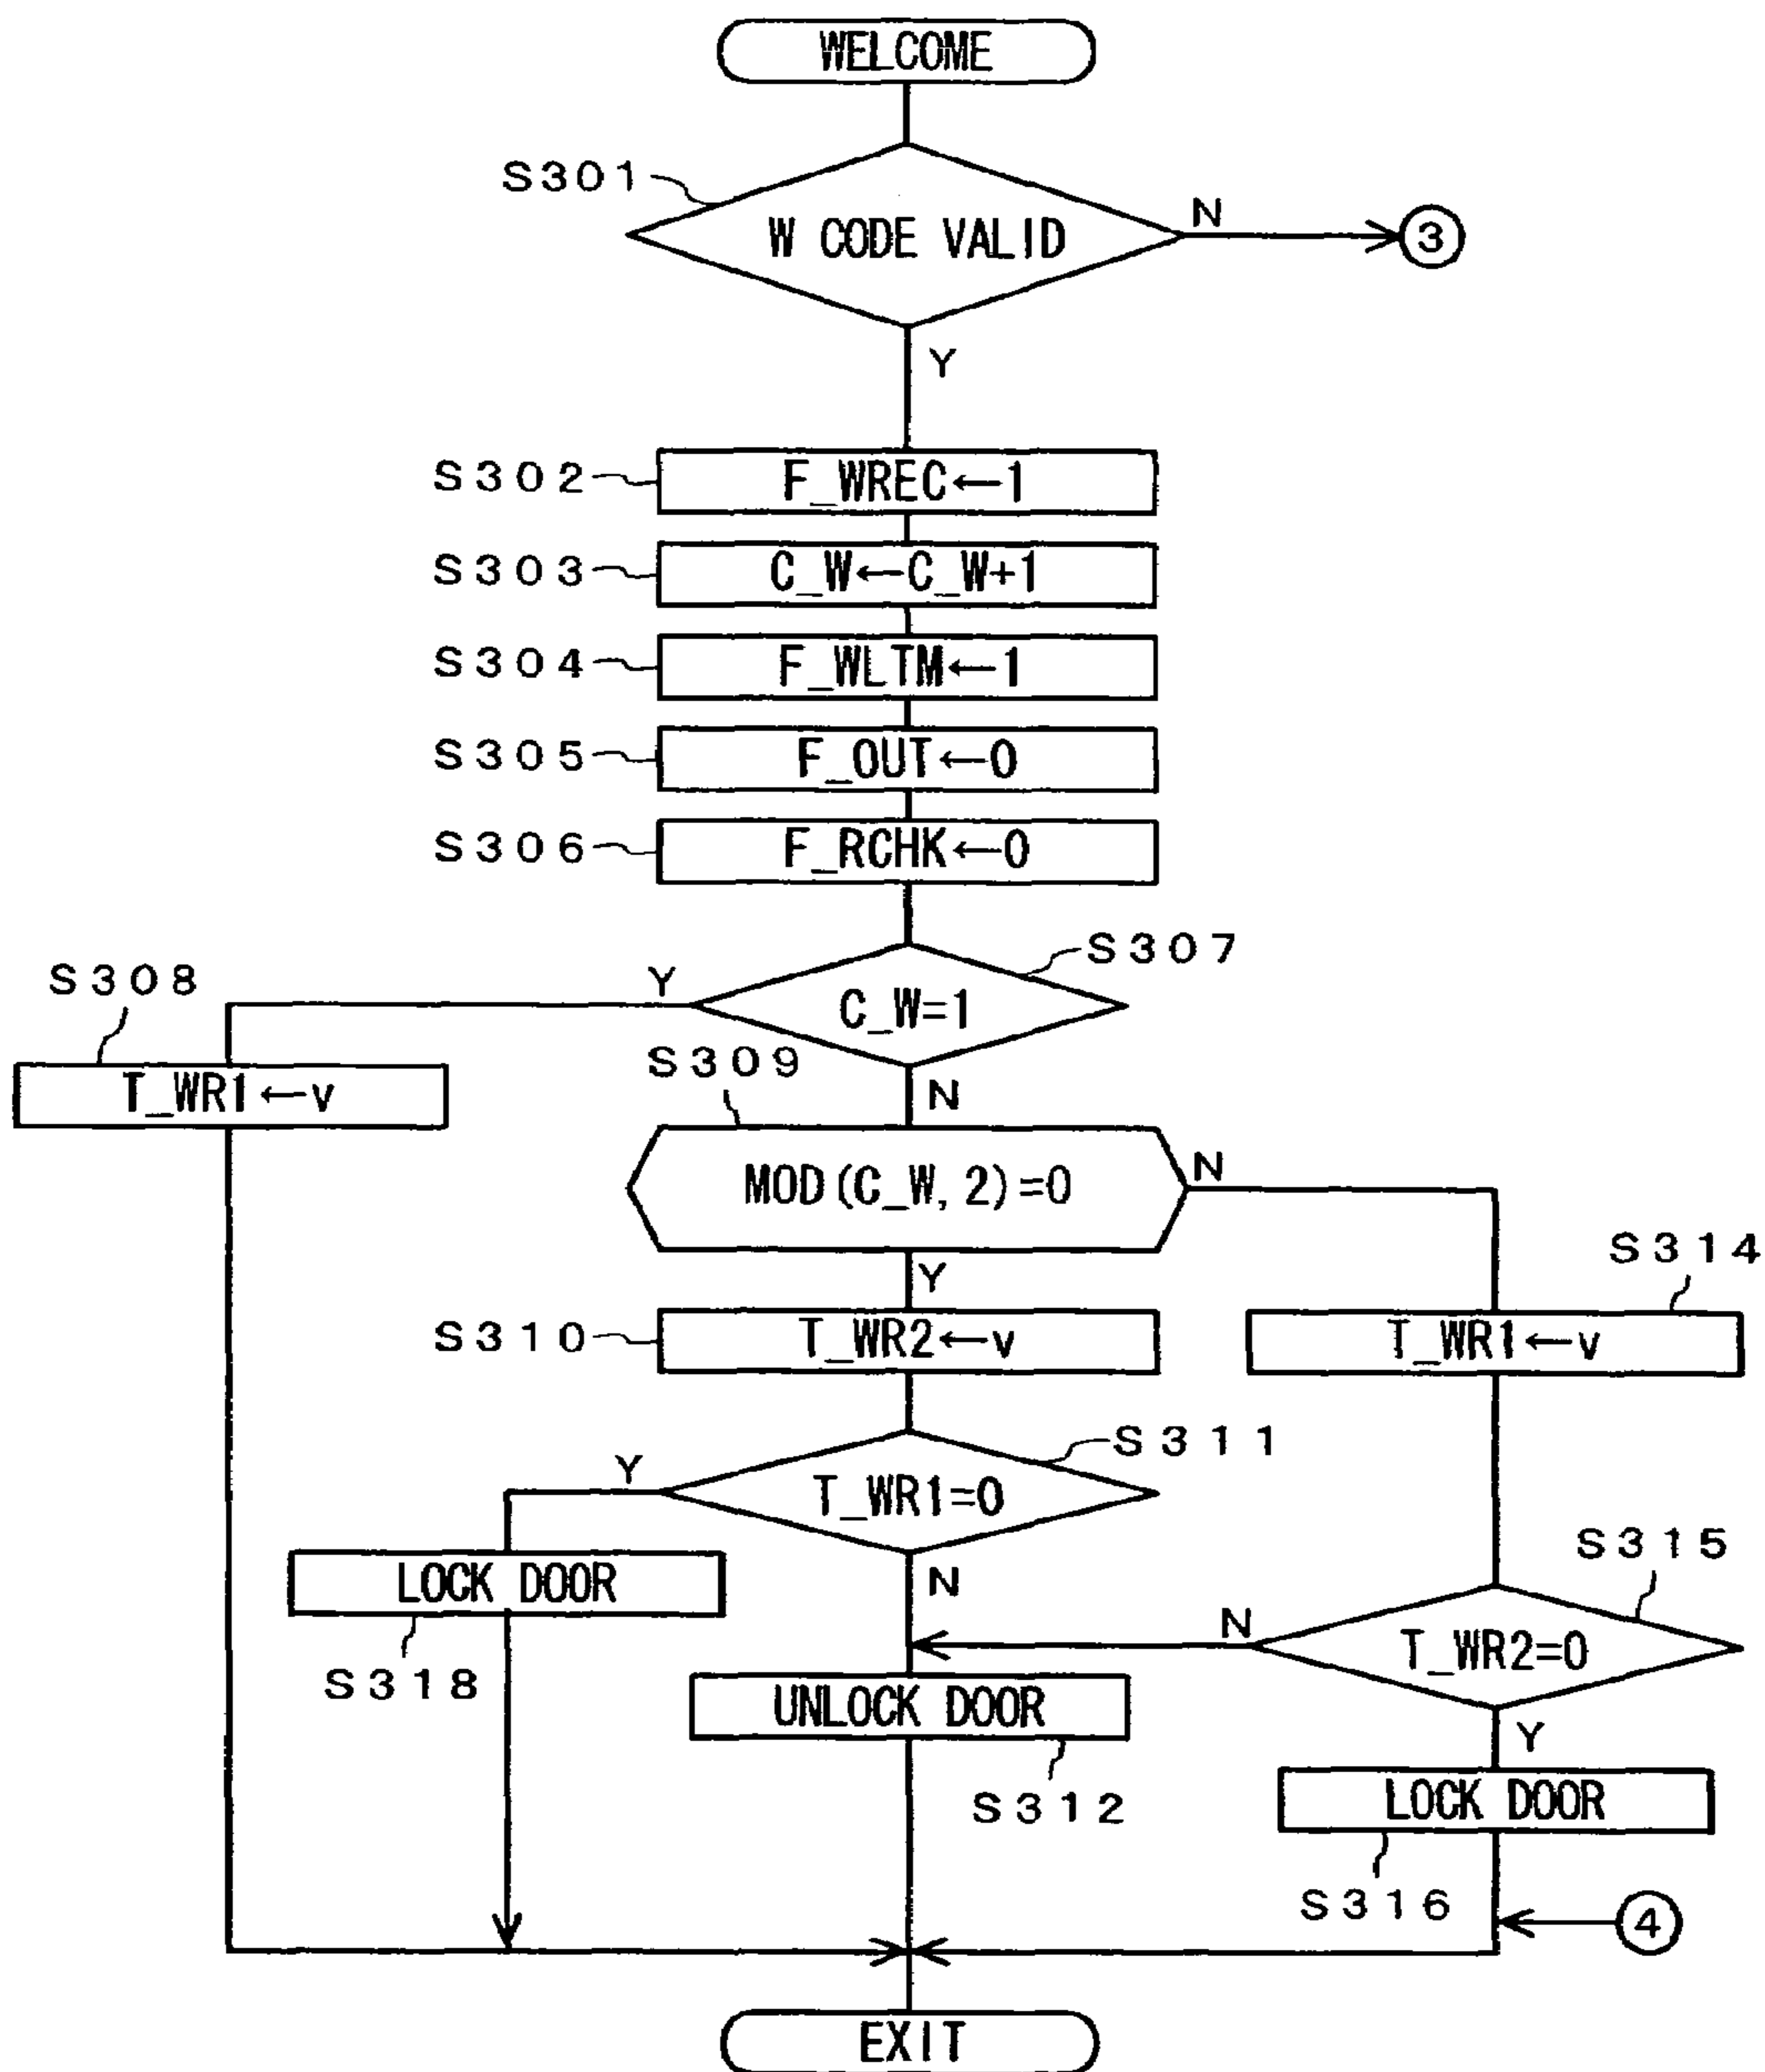 WELCOME
S301
W CODE VALID
N
3
Y
S302
F_WREC←1
S303
C_W←C_W+1
S304
F_WLTM←1
S305
F_OUT←0
S306
F_RCHK←0
S307
C_W=1
Y
S308
T_WR1←v
N
S309
MOD(C_W,2)=0
N
Y
S310
T_WR2←v
S314
T_WR1←v
S311
T_WR1=0
Y
LOCK DOOR
S318
N
S315
T_WR2=0
N
UNLOCK DOOR
S312
Y
LOCK DOOR
S316
4
EXIT